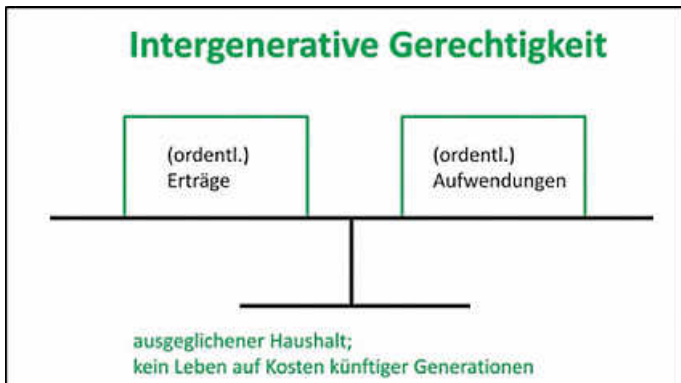 Intergenerative Gerechtigkeit
(ordentl.)
Erträge
(ordentl.)
Aufwendungen
ausgeglichener Haushalt;
kein Leben auf Kosten künftiger Generationen